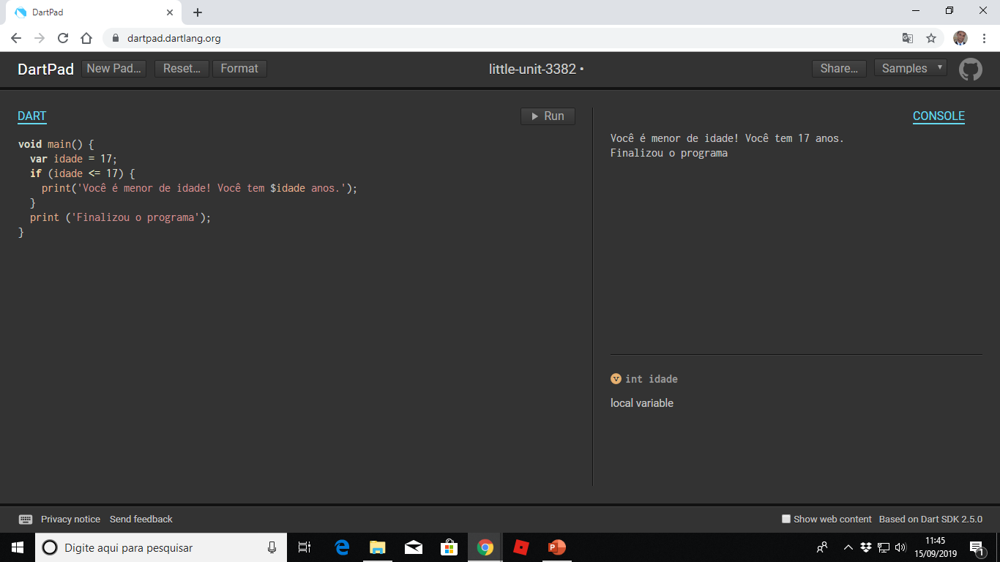 DartPad
dartpad.dartlang.org
DartPad New Pad... Reset... Format little-unit-3382 • Share... Samples
DART
Run
void main() {
  var idade = 17;
  if (idade <= 17) {
    print('Você é menor de idade! Você tem $idade anos.');
  }
  print ('Finalizou o programa');
}
CONSOLE
Você é menor de idade! Você tem 17 anos.
Finalizou o programa
V int idade
local variable
Privacy notice Send feedback Show web content Based on Dart SDK 2.5.0
Digite aqui para pesquisar
11:45
15/09/2019
1